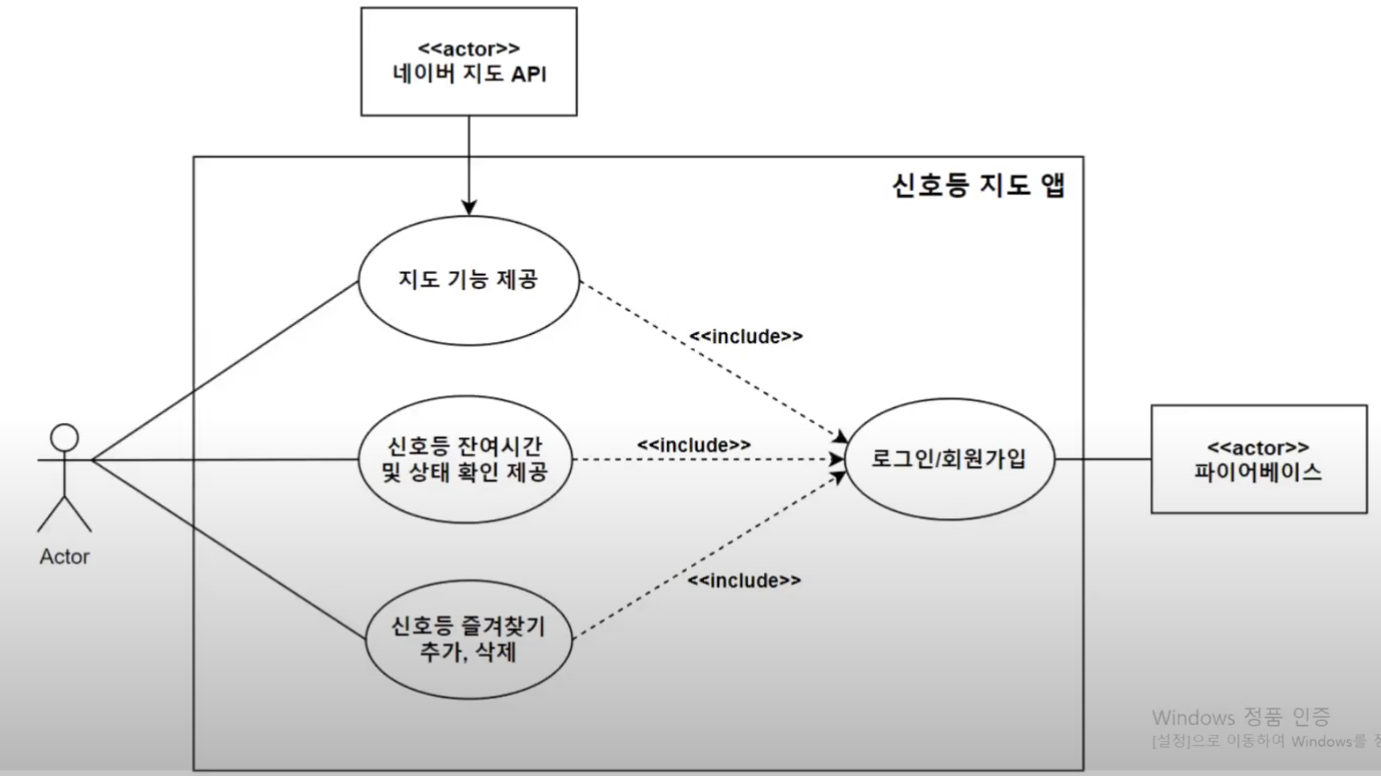 <<actor>>
네이버 지도 API
신호등 지도 앱
지도 기능 제공
<<include>>
신호등 잔여시간
및 상태 확인 제공
<<include>>
로그인/회원가입
<<actor>>
파이어베이스
Actor
<<include>>
신호등 즐겨찾기
추가, 삭제
Windows 정품 인증
[설정]으로 이동하여 Windows를